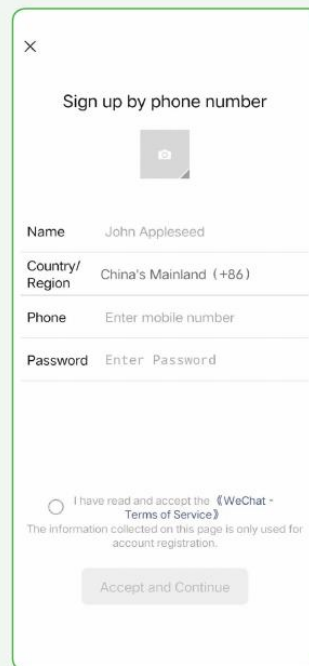 Sign up by phone number
Name John Appleseed
Country/
Region China's Mainland (+86)
Phone Enter mobile number
Password Enter Password
I have read and accept the 《WeChat -
Terms of Service》
The information collected on this page is only used for
account registration.
Accept and Continue